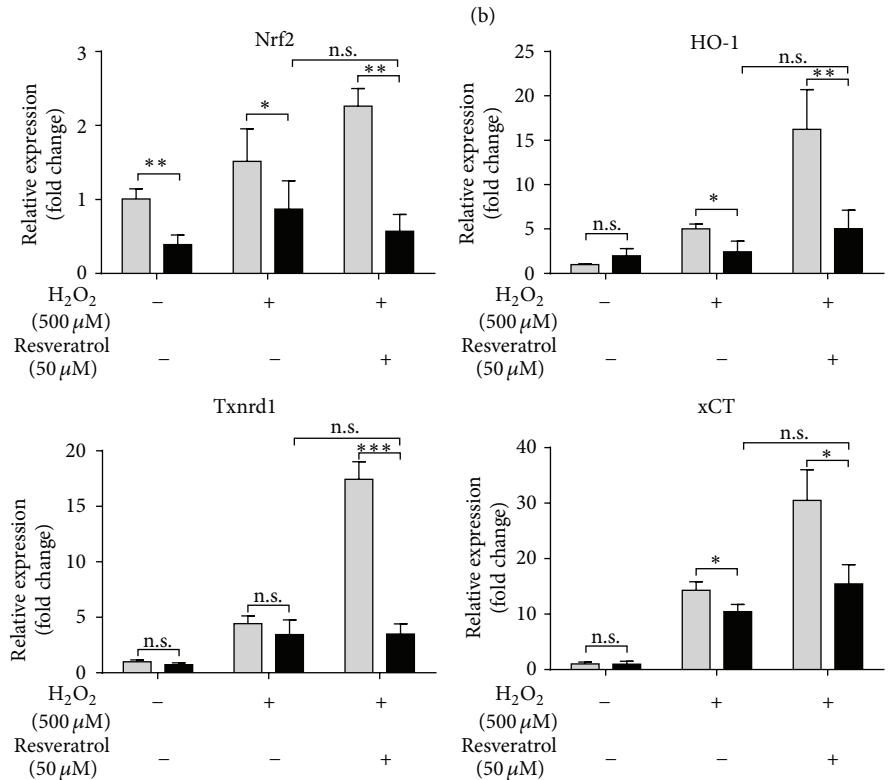 (b)
Nrf2
Relative expression
(fold change)
3
2
1
0
**
*
n.s.
**
H₂O₂
(500 μM)
− + +
Resveratrol
(50 μM)
− − +
HO-1
Relative expression
(fold change)
25
20
15
10
5
0
n.s.
*
n.s.
**
H₂O₂
(500 μM)
− + +
Resveratrol
(50 μM)
− − +
Txnrd1
Relative expression
(fold change)
20
15
10
5
0
n.s.
n.s.
n.s.
***
H₂O₂
(500 μM)
− + +
Resveratrol
(50 μM)
− − +
xCT
Relative expression
(fold change)
40
30
20
10
0
n.s.
*
n.s.
*
H₂O₂
(500 μM)
− + +
Resveratrol
(50 μM)
− − +